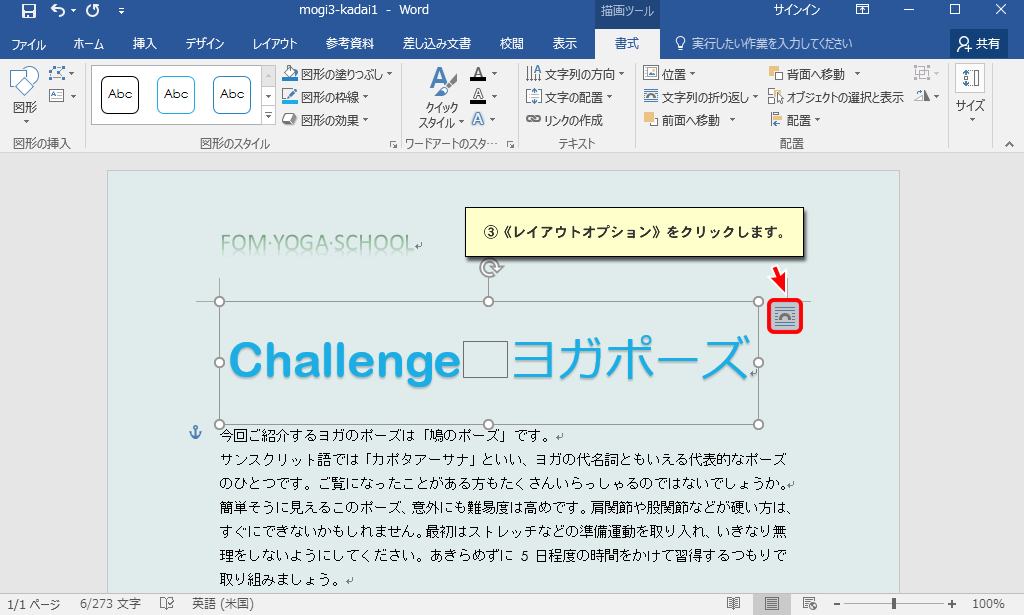 mogi3-kadai1 - Word
描画ツール
サインイン
ファイル ホーム 挿入 デザイン レイアウト 参考資料 差し込み文書 校閲 表示 書式 実行したい作業を入力してください 共有
図形
Abc Abc Abc
図形の塗りつぶし
図形の枠線
図形の効果
クイック
スタイル
文字列の方向
文字の配置
リンクの作成
位置
文字列の折り返し
前面へ移動
背面へ移動
オブジェクトの選択と表示
配置
サイズ
図形の挿入 図形のスタイル ワードアートのスタ… テキスト 配置
③《レイアウトオプション》をクリックします。
FOM・YOGA・SCHOOL
Challenge□ヨガポーズ
今回ご紹介するヨガのポーズは「鳩のポーズ」です。
サンスクリット語では「カポタアーサナ」といい、ヨガの代名詞ともいえる代表的なポーズ
のひとつです。ご覧になったことがある方もたくさんいらっしゃるのではないでしょうか。
簡単そうに見えるこのポーズ、意外にも難易度は高めです。肩関節や股関節などが硬い方は、
すぐにできないかもしれません。最初はストレッチなどの準備運動を取り入れ、いきなり無
理をしないようにしてください。あきらめずに 5 日程度の時間をかけて習得するつもりで
取り組みましょう。
1/1 ページ 6/273 文字 英語 (米国) 100%